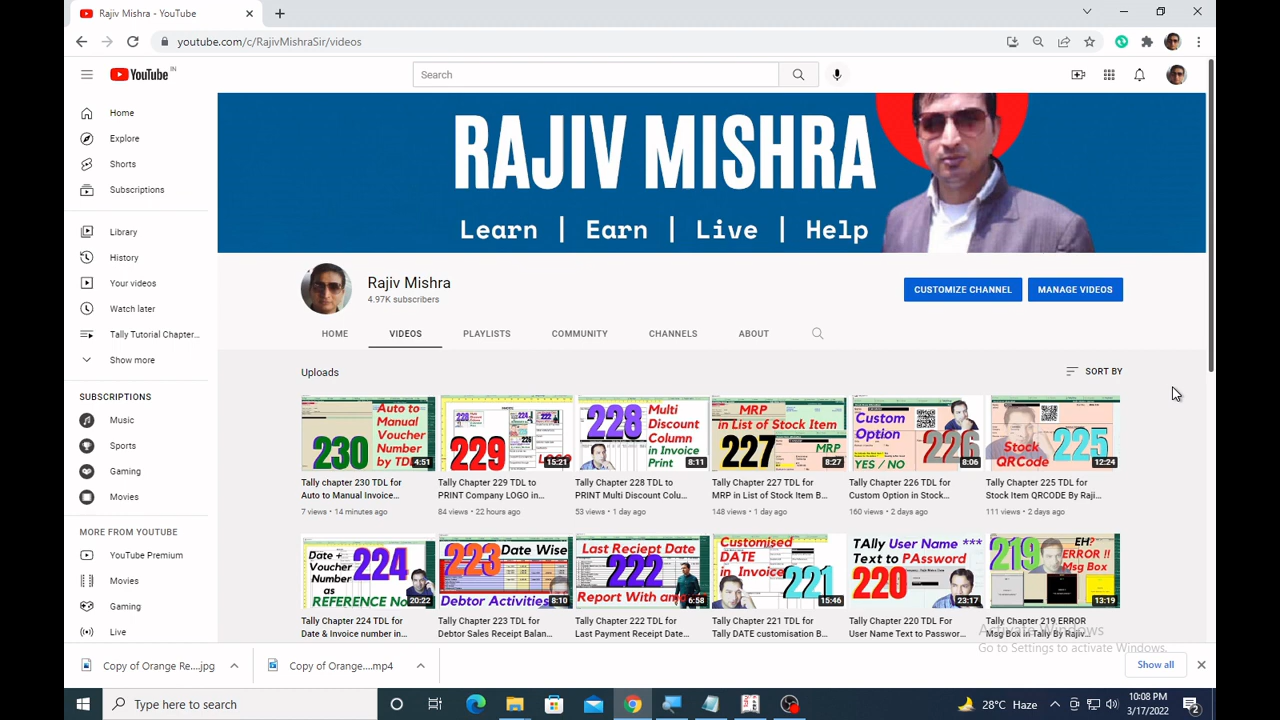 Rajiv Mishra - YouTube
youtube.com/c/RajivMishraSir/videos
YouTube IN
Search
Home
Explore
Shorts
Subscriptions
Library
History
Your videos
Watch later
Tally Tutorial Chapter...
Show more
SUBSCRIPTIONS
Music
Sports
Gaming
Movies
MORE FROM YOUTUBE
YouTube Premium
Movies
Gaming
Live
RAJIV MISHRA
Learn | Earn | Live | Help
Rajiv Mishra
4.97K subscribers
CUSTOMIZE CHANNEL
MANAGE VIDEOS
HOME VIDEOS PLAYLISTS COMMUNITY CHANNELS ABOUT
Uploads
SORT BY
Auto to
Manual
Voucher
Number
by TDL
230
4:51
Tally chapter 230 TDL for
Auto to Manual Invoice...
7 views • 14 minutes ago
229
15:21
Tally Chapter 229 TDL to
PRINT Company LOGO in...
84 views • 22 hours ago
228
Multi
Discount
Column
in Invoice
Print
8:11
Tally Chapter 228 TDL to
PRINT Multi Discount Colu...
53 views • 1 day ago
MRP
in List of Stock Item
227
MRP
8:27
Tally Chapter 227 TDL for
MRP in List of Stock Item B...
148 views • 1 day ago
Custom
Option
226
YES / NO
8:06
Tally Chapter 226 TDL for
Custom Option in Stock...
160 views • 2 days ago
Stock
QRCode
225
12:24
Tally Chapter 225 TDL for
Stock Item QRCODE By Raji...
111 views • 2 days ago
Date +
Voucher
Number
as
REFERENCE No
224
20:22
Tally Chapter 224 TDL for
Date & Invoice number in...
223
Date Wise
Debtor Activities
8:10
Tally Chapter 223 TDL for
Debtor Sales Receipt Balan...
Last Reciept Date
222
Report With
6:58
Tally Chapter 222 TDL for
Last Payment Receipt Date...
Customised
DATE
in Invoice
221
15:46
Tally Chapter 221 TDL for
Tally DATE customisation B...
TAlly User Name ***
Text to PAssword
220
23:17
Tally Chapter 220 TDL for
User Name Text to Passwor...
219
EH?
ERROR !!
Msg Box
13:19
Tally Chapter 219 ERROR
Msg Box in Tally By Rajiv...
Activate Windows
Go to Settings to activate Windows.
Copy of Orange Re....jpg
Copy of Orange....mp4
Show all
Type here to search
28°C Haze
10:08 PM
3/17/2022
2